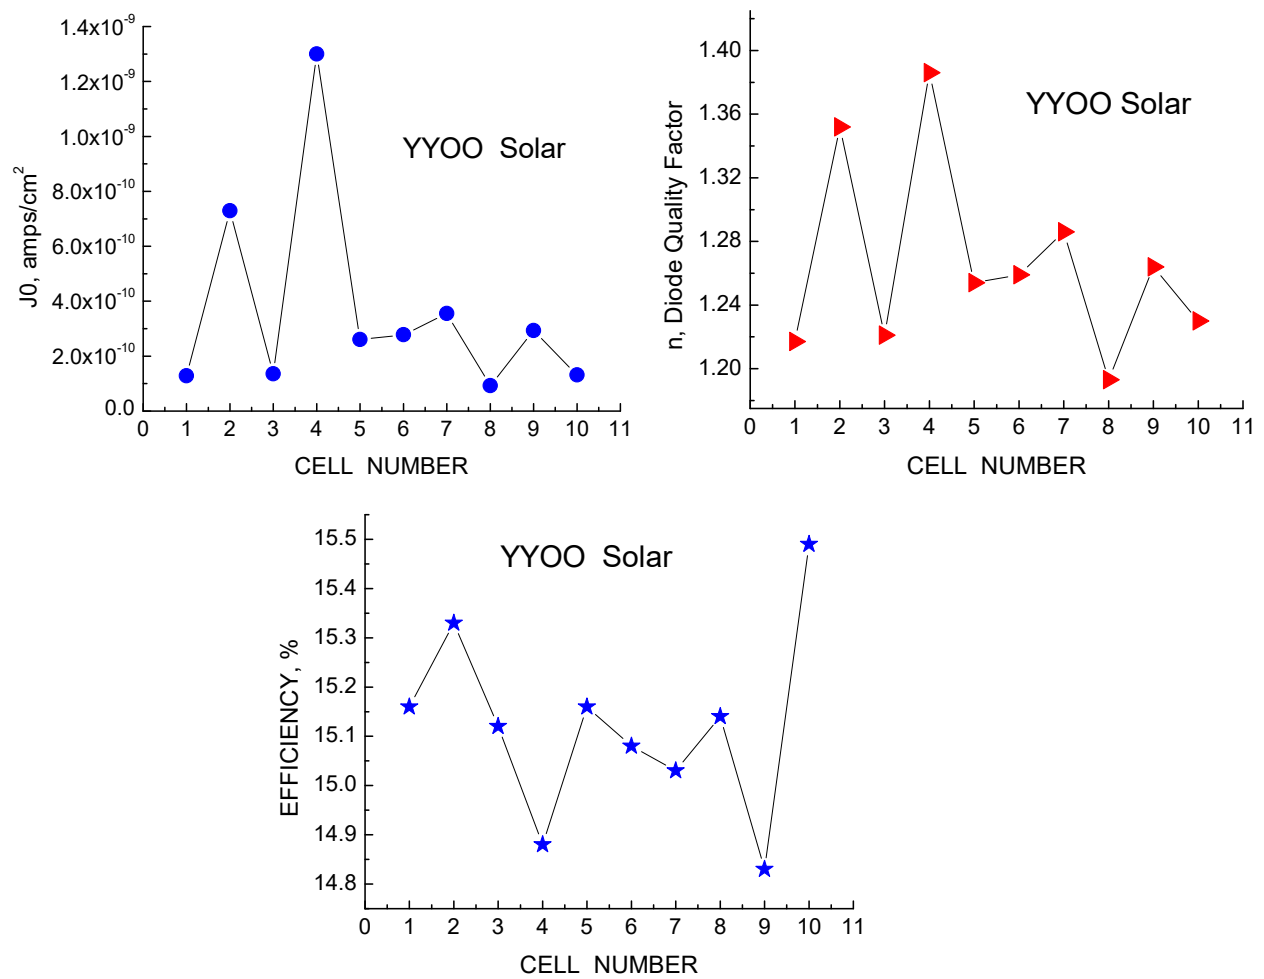 1.4x10^-9
1.2x10^-9
1.0x10^-9
8.0x10^-10
6.0x10^-10
4.0x10^-10
2.0x10^-10
0.0
J0, amps/cm^2
YYOO Solar
0 1 2 3 4 5 6 7 8 9 10 11
CELL NUMBER
1.40
1.36
1.32
1.28
1.24
1.20
n, Diode Quality Factor
YYOO Solar
0 1 2 3 4 5 6 7 8 9 10 11
CELL NUMBER
15.5
15.4
15.3
15.2
15.1
15.0
14.9
14.8
EFFICIENCY, %
YYOO Solar
0 1 2 3 4 5 6 7 8 9 10 11
CELL NUMBER